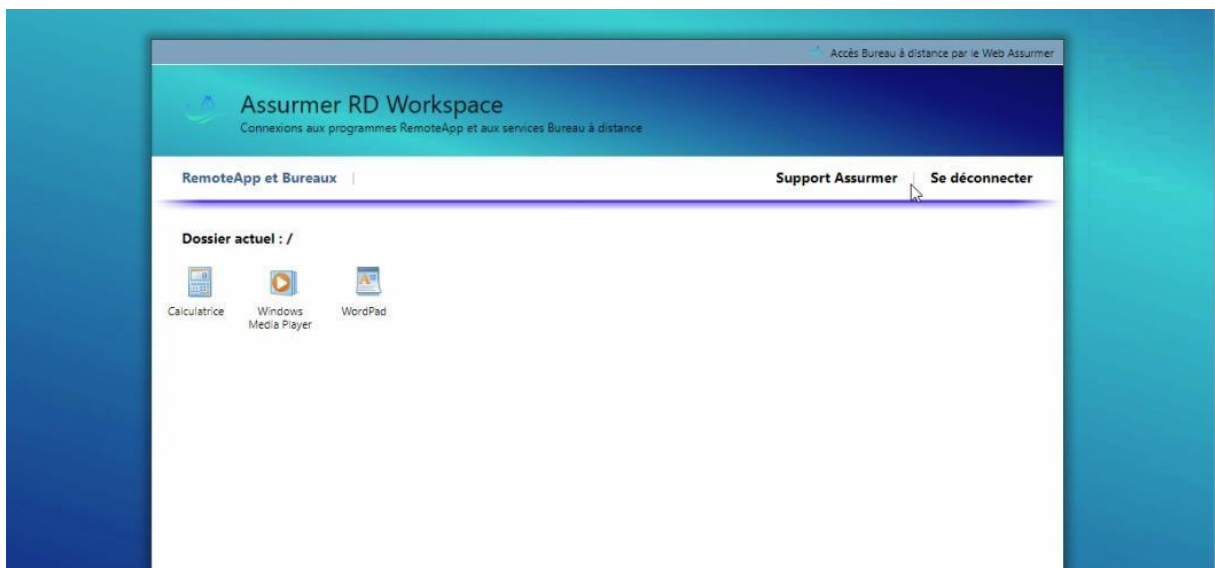 Accès Bureau à distance par le Web Assurmer
Assurmer RD Workspace
Connexions aux programmes RemoteApp et aux services Bureau à distance
RemoteApp et Bureaux
Support Assurmer
Se déconnecter
Dossier actuel : /
Calculatrice
Windows
Media Player
WordPad